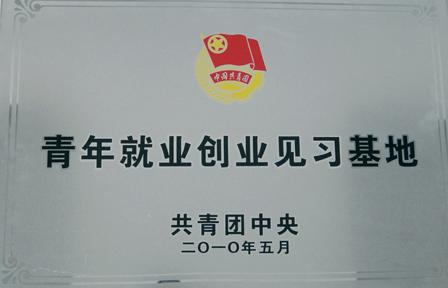 中国共青团
青年就业创业见习基地
共青团中央
二〇一〇年五月